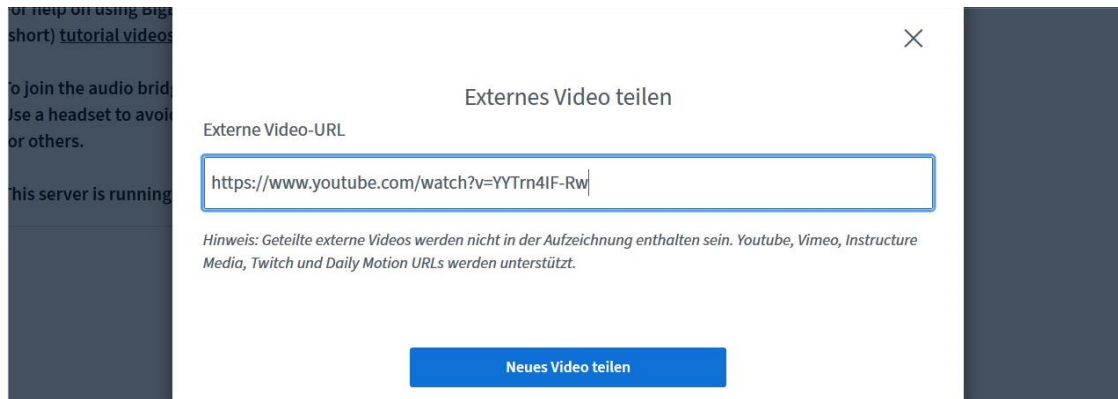 or help on using Big
short) tutorial videos
To join the audio brid
Use a headset to avoi
or others.
This server is running
Externes Video teilen
Externe Video-URL
https://www.youtube.com/watch?v=YYTrn4IF-Rw
Hinweis: Geteilte externe Videos werden nicht in der Aufzeichnung enthalten sein. Youtube, Vimeo, Instructure
Media, Twitch und Daily Motion URLs werden unterstützt.
Neues Video teilen